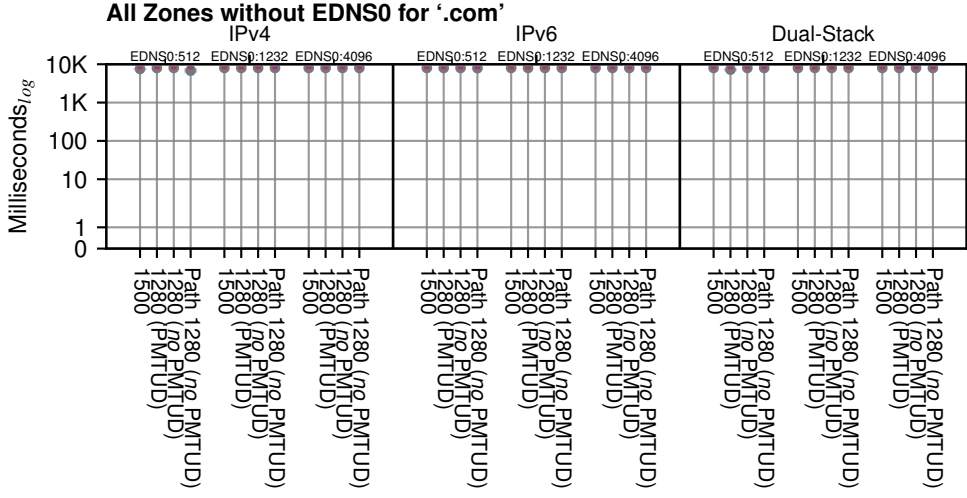 All Zones without EDNS0 for ‘.com’
IPv4
IPv6
Dual-Stack
EDNS0:512 EDNS0:1232 EDNS0:4096
EDNS0:512 EDNS0:1232 EDNS0:4096
EDNS0:512 EDNS0:1232 EDNS0:4096
Milliseconds log
10K
1K
100
10
1
0
1500
1280 (PMTUD)
1280 (no PMTUD)
Path 1280 (no PMTUD)
1500
1280 (PMTUD)
1280 (no PMTUD)
Path 1280 (no PMTUD)
1500
1280 (PMTUD)
1280 (no PMTUD)
Path 1280 (no PMTUD)
1500
1280 (PMTUD)
1280 (no PMTUD)
Path 1280 (no PMTUD)
1500
1280 (PMTUD)
1280 (no PMTUD)
Path 1280 (no PMTUD)
1500
1280 (PMTUD)
1280 (no PMTUD)
Path 1280 (no PMTUD)
1500
1280 (PMTUD)
1280 (no PMTUD)
Path 1280 (no PMTUD)
1500
1280 (PMTUD)
1280 (no PMTUD)
Path 1280 (no PMTUD)
1500
1280 (PMTUD)
1280 (no PMTUD)
Path 1280 (no PMTUD)